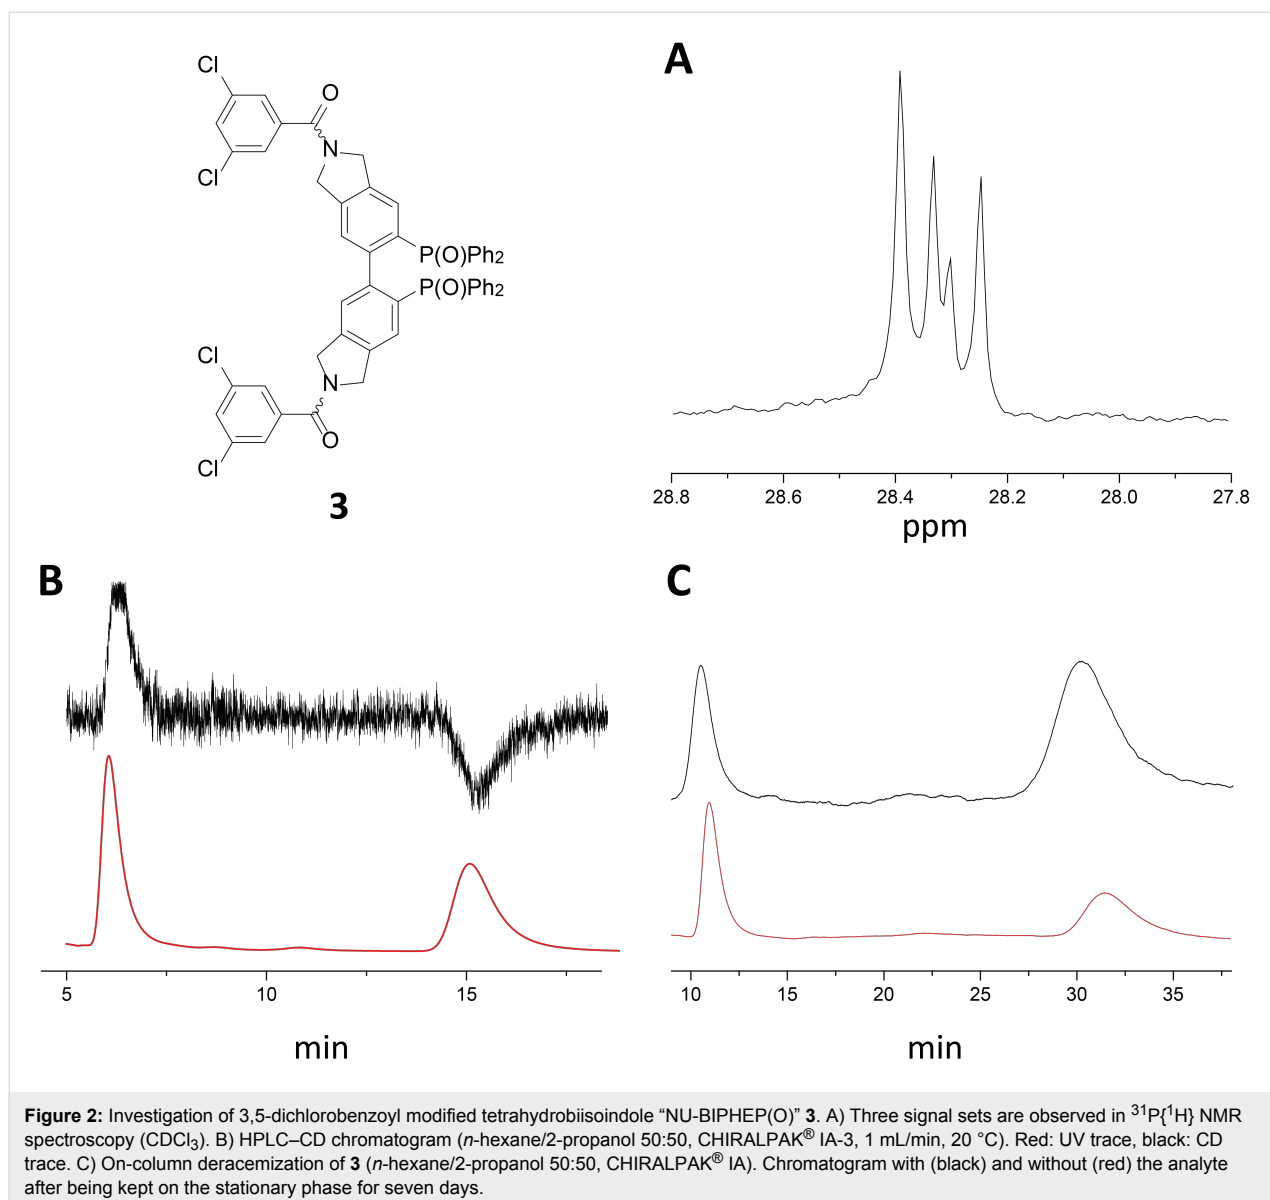 A
Cl
O
N
Cl
P(O)Ph2
P(O)Ph2
Cl
N
O
Cl
3
28.8 28.6 28.4 28.2 28.0 27.8
ppm
B
C
5 10 15
min
10 15 20 25 30 35
min
Figure 2: Investigation of 3,5-dichlorobenzoyl modified tetrahydrobiisoindole “NU-BIPHEP(O)” 3. A) Three signal sets are observed in ³¹P{¹H} NMR
spectroscopy (CDCl₃). B) HPLC–CD chromatogram (n-hexane/2-propanol 50:50, CHIRALPAK® IA-3, 1 mL/min, 20 °C). Red: UV trace, black: CD
trace. C) On-column deracemization of 3 (n-hexane/2-propanol 50:50, CHIRALPAK® IA). Chromatogram with (black) and without (red) the analyte
after being kept on the stationary phase for seven days.